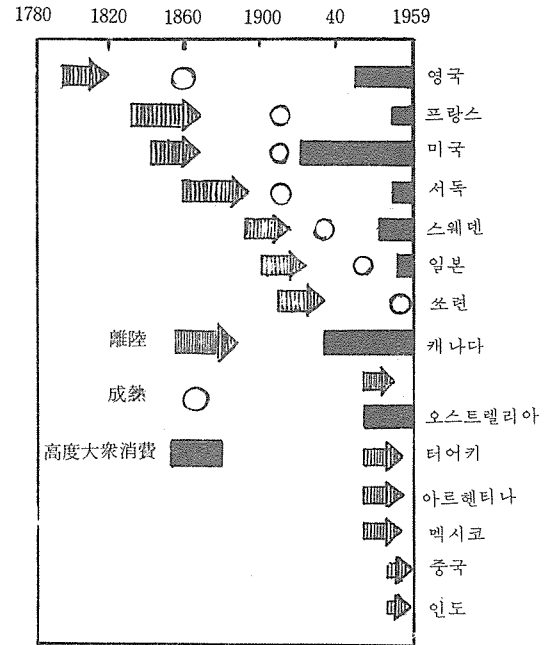 1780 1820 1860 1900 40 1959
영국
프랑스
미국
서독
스웨덴
일본
쏘련
離陸 캐나다
成熟
오스트렐리아
高度大衆消費 터어키
아르헨티나
멕시코
중국
인도